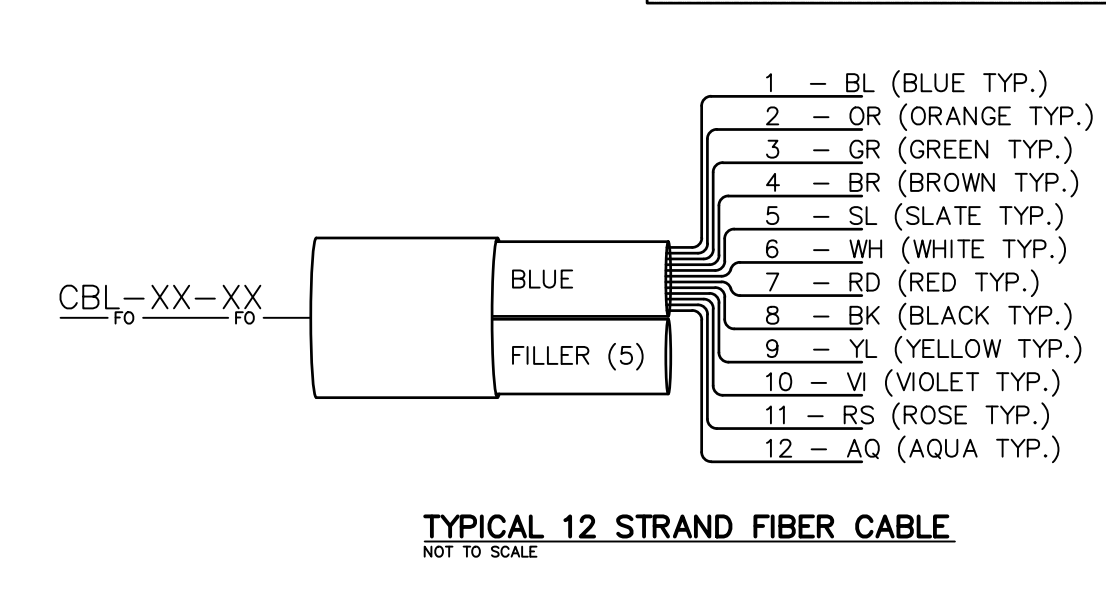 1 – BL (BLUE TYP.)
2 – OR (ORANGE TYP.)
3 – GR (GREEN TYP.)
4 – BR (BROWN TYP.)
5 – SL (SLATE TYP.)
6 – WH (WHITE TYP.)
7 – RD (RED TYP.)
8 – BK (BLACK TYP.)
9 – YL (YELLOW TYP.)
10 – VI (VIOLET TYP.)
11 – RS (ROSE TYP.)
12 – AQ (AQUA TYP.)
BLUE
CBL–XX–XX
FO FO
FILLER (5)
TYPICAL 12 STRAND FIBER CABLE
NOT TO SCALE